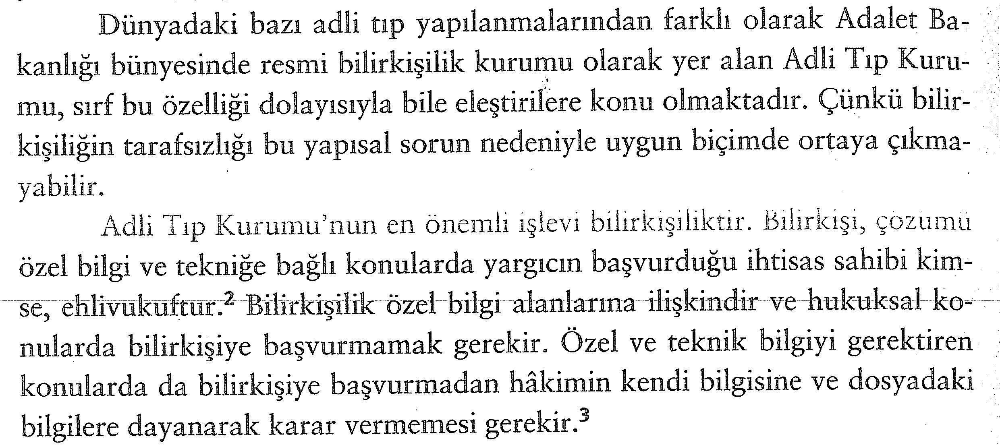 Dünyadaki bazı adli tıp yapılanmalarından farklı olarak Adalet Ba-
kanlığı bünyesinde resmi bilirkişilik kurumu olarak yer alan Adli Tıp Kuru-
mu, sırf bu özelliği dolayısıyla bile eleştirilere konu olmaktadır. Çünkü bilir-
kişiliğin tarafsızlığı bu yapısal sorun nedeniyle uygun biçimde ortaya çıkma-
yabilir.
Adli Tıp Kurumu’nun en önemli işlevi bilirkişiliktir. Bilirkişi, çözümü
özel bilgi ve tekniğe bağlı konularda yargıcın başvurduğu ihtisas sahibi kim-
se, ehlivukuftur.² Bilirkişilik özel bilgi alanlarına ilişkindir ve hukuksal ko-
nularda bilirkişiye başvurmamak gerekir. Özel ve teknik bilgiyi gerektiren
konularda da bilirkişiye başvurmadan hâkimin kendi bilgisine ve dosyadaki
bilgilere dayanarak karar vermemesi gerekir.³